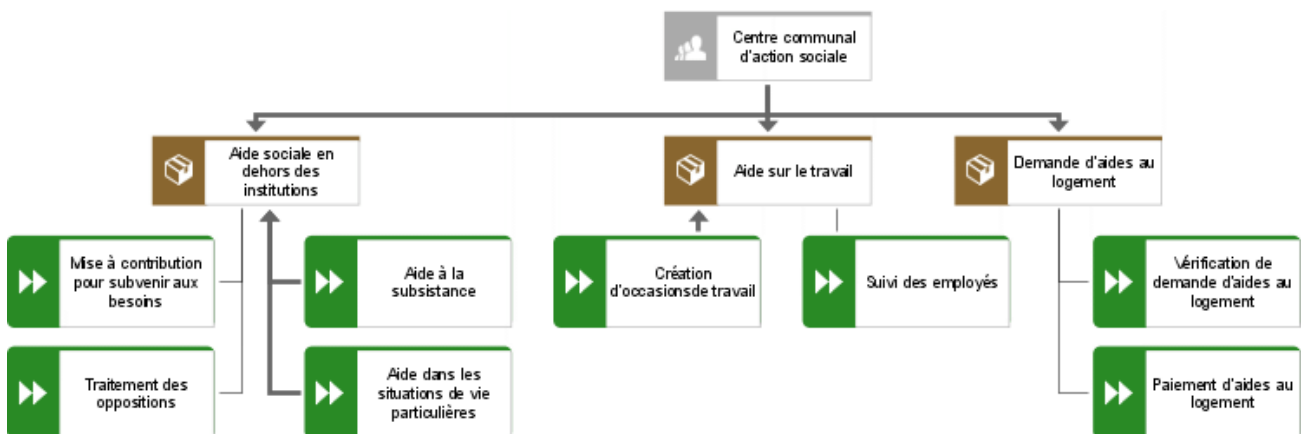 Centre communal
d'action sociale
Aide sociale en
dehors des
institutions
Aide sur le travail
Demande d'aides au
logement
Mise à contribution
pour subvenir aux
besoins
Aide à la
subsistance
Création
d'occasionsde travail
Suivi des employés
Vérification de
demande d'aides au
logement
Traitement des
oppositions
Aide dans les
situations de vie
particulières
Paiement d'aides au
logement